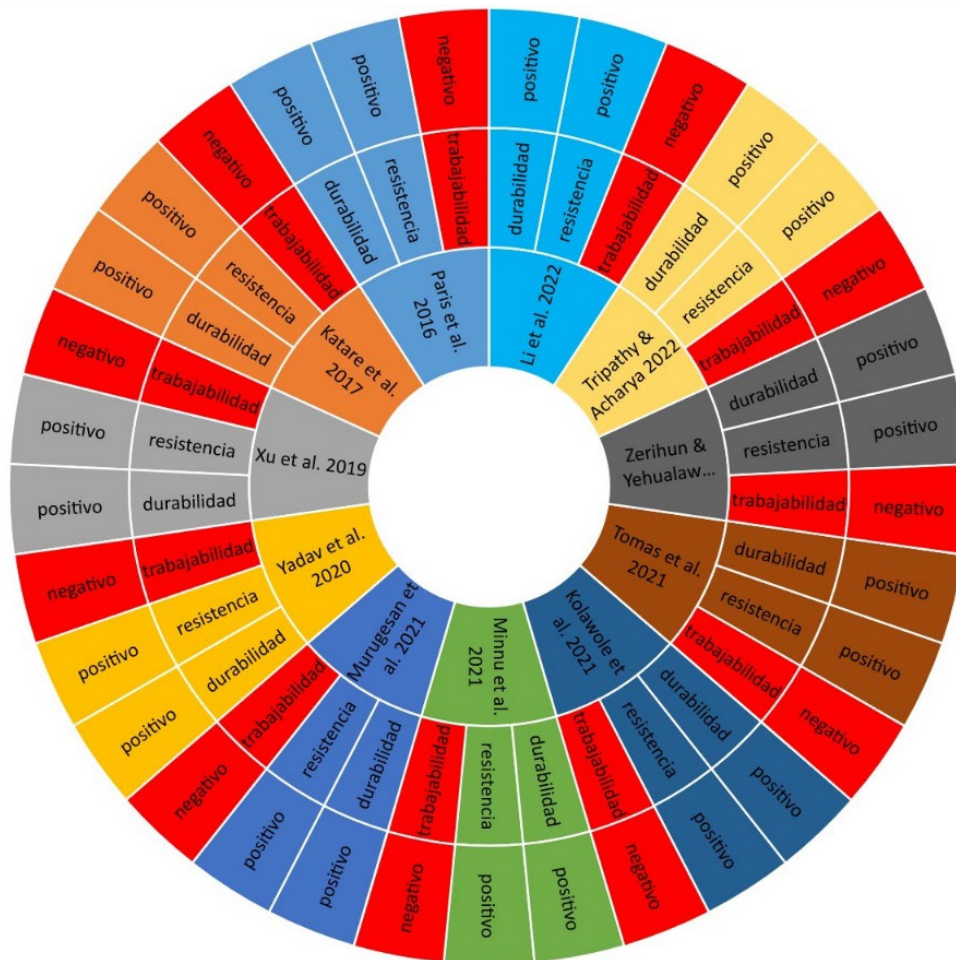 Li et al. 2022
durabilidad
positivo
resistencia
positivo
trabajabilidad
negativo
Tripathy &
Acharya 2022
durabilidad
positivo
resistencia
positivo
trabajabilidad
negativo
Zerihun &
Yehualaw...
durabilidad
positivo
resistencia
positivo
trabajabilidad
negativo
Tomas et al.
2021
durabilidad
positivo
resistencia
positivo
trabajabilidad
negativo
Kolawole et
al. 2021
durabilidad
positivo
resistencia
positivo
trabajabilidad
negativo
Minnu et al.
2021
durabilidad
positivo
resistencia
positivo
trabajabilidad
negativo
Murugesan et
al. 2021
durabilidad
positivo
resistencia
positivo
trabajabilidad
negativo
Yadav et al.
2020
durabilidad
positivo
resistencia
positivo
trabajabilidad
negativo
Xu et al. 2019
durabilidad
positivo
resistencia
positivo
trabajabilidad
negativo
Katare et al.
2017
durabilidad
positivo
resistencia
positivo
trabajabilidad
negativo
Paris et al.
2016
durabilidad
positivo
resistencia
positivo
trabajabilidad
negativo